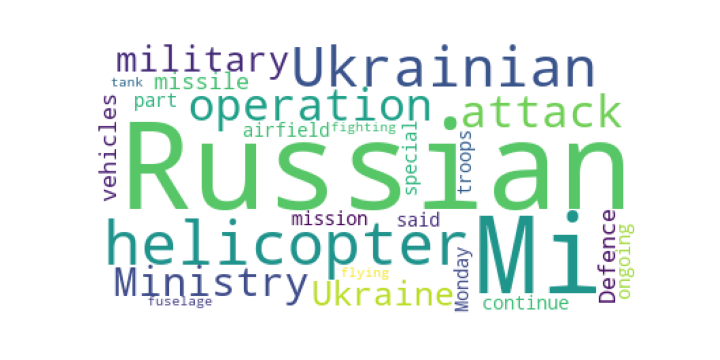 military
Ukrainian
tank
missile
part
operation
attack
vehicles
airfield
fighting
special
troops
Russian
mission
said
helicopter
Mi
Defence
ongoing
Ministry
flying
Monday
Ukraine
continue
fuselage